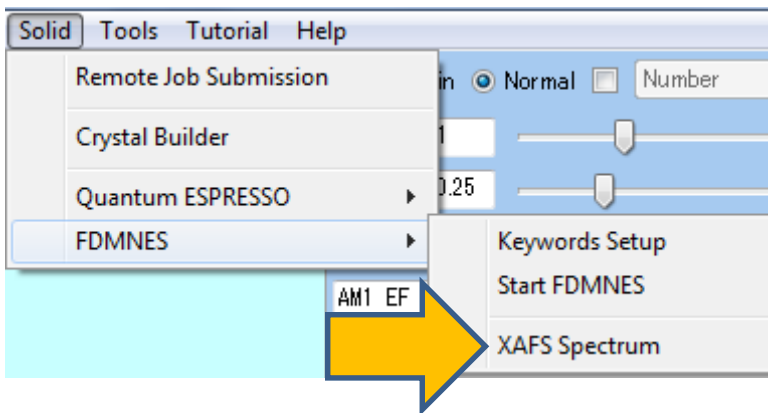 Solid Tools Tutorial Help
Remote Job Submission
in Normal Number
Crystal Builder
1
Quantum ESPRESSO
0.25
FDMNES
Keywords Setup
AM1 EF
Start FDMNES
XAFS Spectrum